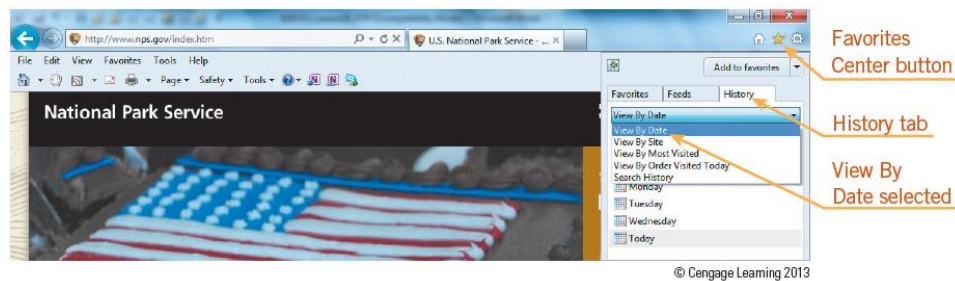 http://www.nps.gov/index.htm
U.S. National Park Service - ...
Favorites
Center button
File Edit View Favorites Tools Help
Page Safety Tools
Add to favorites
Favorites Feeds History
National Park Service
View By Date
History tab
View By Date
View By Site
View By Most Visited
View By Order Visited Today
Search History
View By
Date selected
Monday
Tuesday
Wednesday
Today
© Cengage Learning 2013